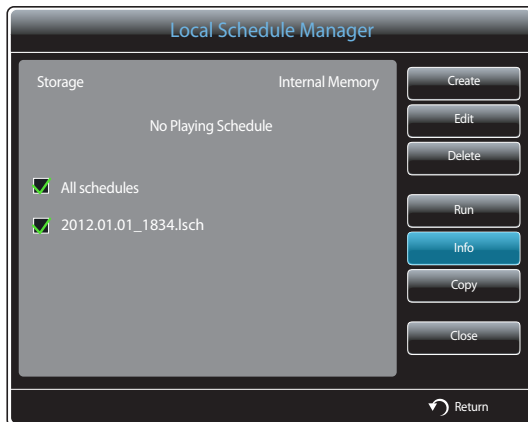 Local Schedule Manager
Storage Internal Memory
No Playing Schedule
All schedules
2012.01.01_1834.lsch
Create
Edit
Delete
Run
Info
Copy
Close
Return